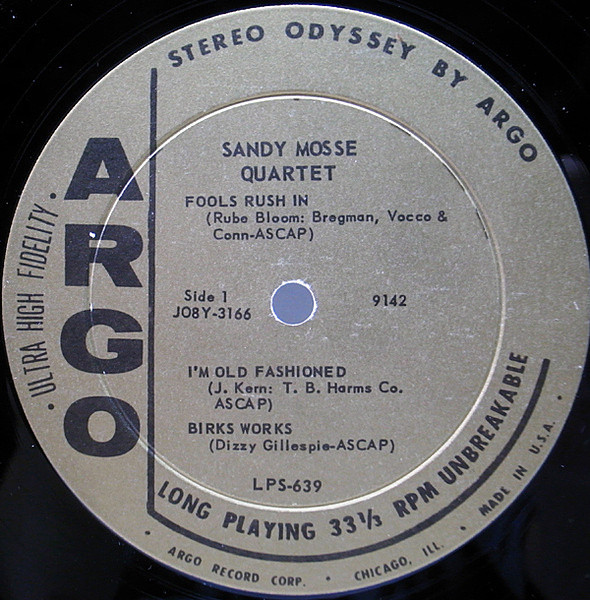 STEREO ODYSSEY BY ARGO
ARGO
ULTRA HIGH FIDELITY
SANDY MOSSE
QUARTET
FOOLS RUSH IN
(Rube Bloom: Bregman, Vocco &
Conn-ASCAP)
Side 1
9142
JO8Y-3166
I'M OLD FASHIONED
(J. Kern: T. B. Harms Co.
ASCAP)
BIRKS WORKS
(Dizzy Gillespie-ASCAP)
LPS-639
LONG PLAYING 33⅓ RPM UNBREAKABLE
ARGO RECORD CORP. • CHICAGO, ILL. • MADE IN U.S.A.